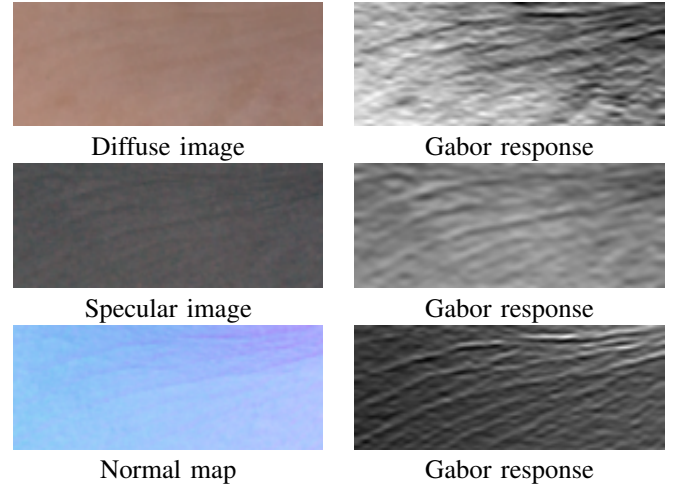 Diffuse image
Gabor response
Specular image
Gabor response
Normal map
Gabor response